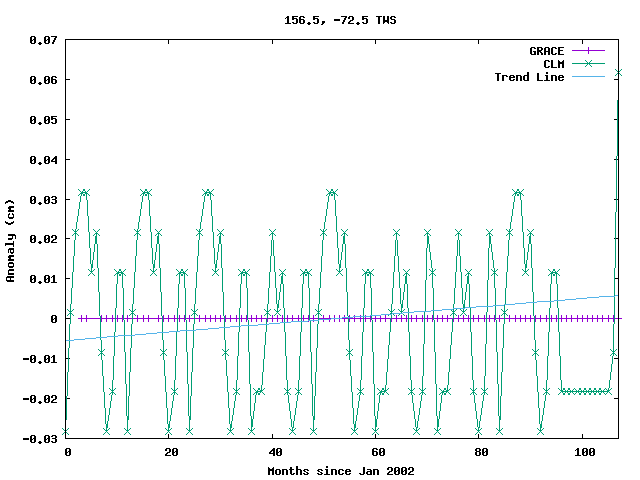 156.5, -72.5 TWS
GRACE
CLM
Trend Line
0.07
0.06
0.05
0.04
0.03
0.02
0.01
0
-0.01
-0.02
-0.03
Anomaly (cm)
0 20 40 60 80 100
Months since Jan 2002